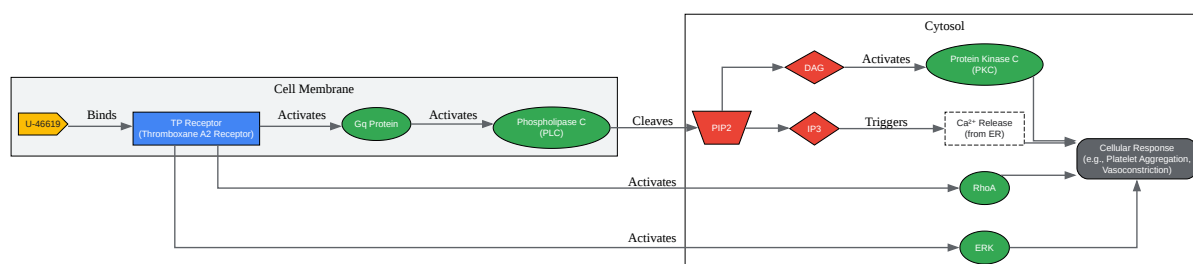 Cytosol
Cell Membrane
U-46619
Binds
TP Receptor
(Thromboxane A2 Receptor)
Activates
Gq Protein
Activates
Phospholipase C
(PLC)
Cleaves
PIP2
DAG
Activates
Protein Kinase C
(PKC)
IP3
Triggers
Ca²⁺ Release
(from ER)
Cellular Response
(e.g., Platelet Aggregation,
Vasoconstriction)
Activates
RhoA
Activates
ERK